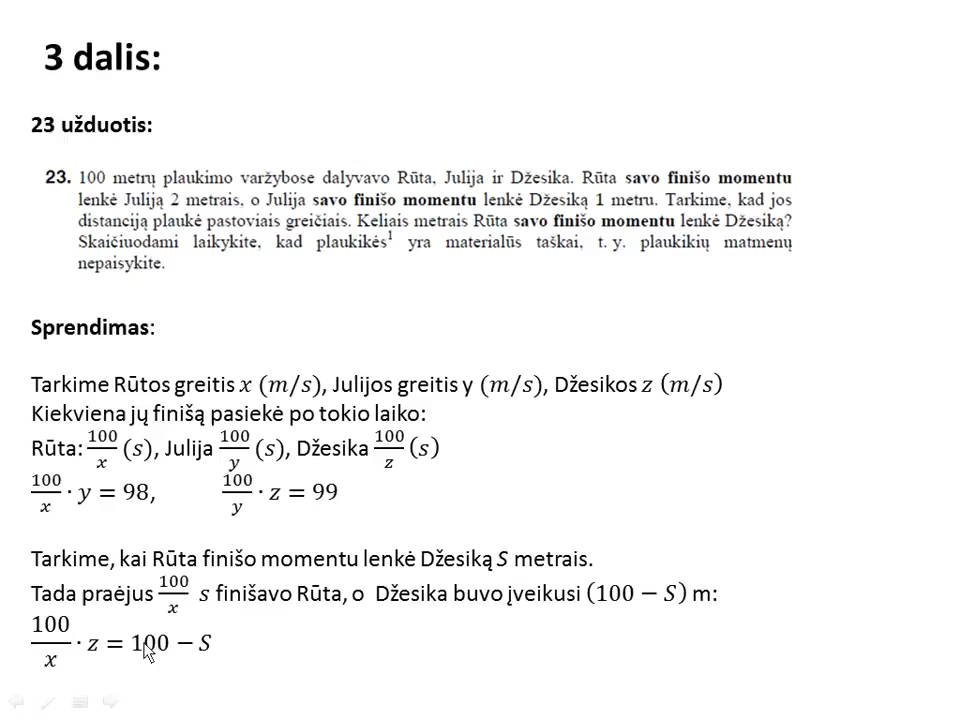 3 dalis:
23 užduotis:
23. 100 metrų plaukimo varžybose dalyvavo Rūta, Julija ir Džesika. Rūta savo finišo momentu
lenkė Juliją 2 metrais, o Julija savo finišo momentu lenkė Džesiką 1 metru. Tarkime, kad jos
distanciją plaukė pastoviais greičiais. Keliais metrais Rūta savo finišo momentu lenkė Džesiką?
Skaičiuodami laikykite, kad plaukikės¹ yra materialūs taškai, t. y. plaukikių matmenų
nepaisykite.
Sprendimas:
Tarkime Rūtos greitis x (m/s), Julijos greitis y (m/s), Džesikos z (m/s)
Kiekviena jų finišą pasiekė po tokio laiko:
Rūta: 100/x (s), Julija 100/y (s), Džesika 100/z (s)
100/x · y = 98, 100/y · z = 99
Tarkime, kai Rūta finišo momentu lenkė Džesiką S metrais.
Tada praėjus 100/x s finišavo Rūta, o Džesika buvo įveikusi (100 − S) m:
100/x · z = 100 − S